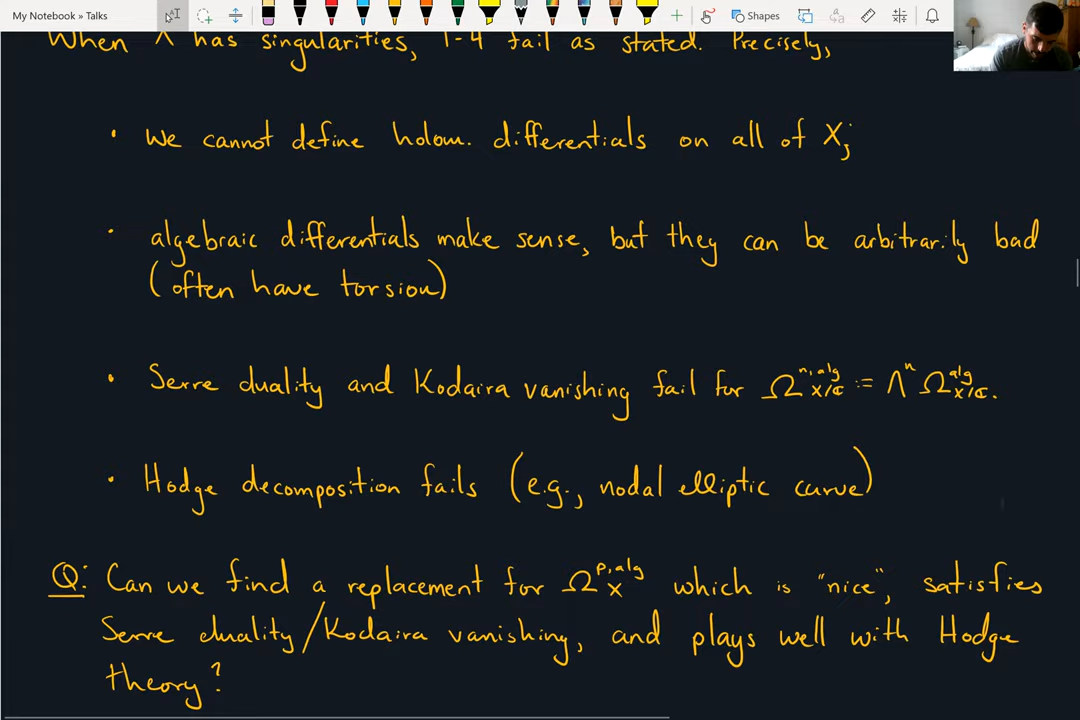 My Notebook » Talks
Shapes
When X has singularities, 1-4 fail as stated. Precisely,
• We cannot define holom. differentials on all of X;
• algebraic differentials make sense, but they can be arbitrarily bad
(often have torsion)
• Serre duality and Kodaira vanishing fail for Ω^{n,alg}_{X/ℂ} := Λ^n Ω^{alg}_{X/ℂ}.
• Hodge decomposition fails (e.g., nodal elliptic curve)
Q: Can we find a replacement for Ω^{p,alg}_X which is "nice", satisfies
Serre duality/Kodaira vanishing, and plays well with Hodge
theory?